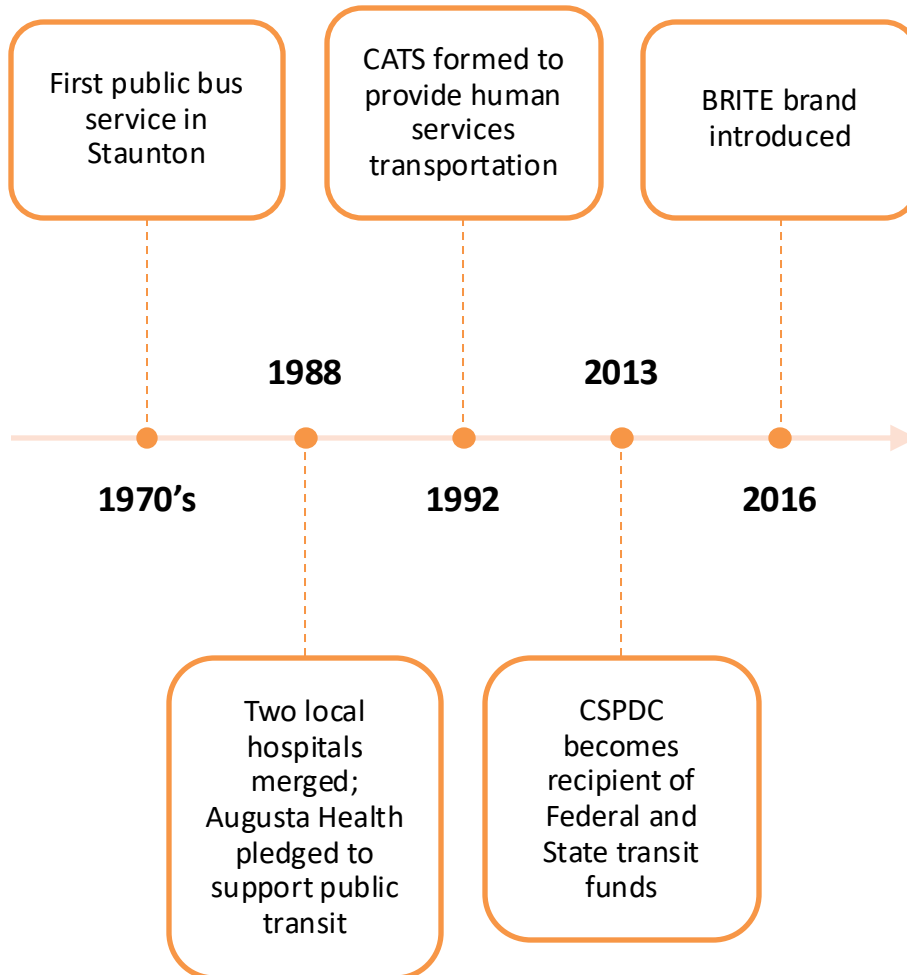 First public bus
service in
Staunton
CATS formed to
provide human
services
transportation
BRITE brand
introduced
1988
2013
1970's
1992
2016
Two local
hospitals
merged;
Augusta Health
pledged to
support public
transit
CSPDC
becomes
recipient of
Federal and
State transit
funds